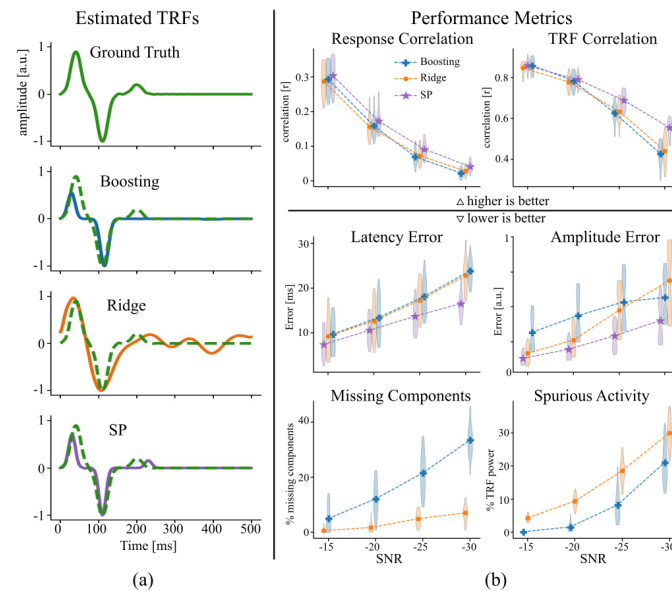 Estimated TRFs
Ground Truth
amplitude [a.u.]
1
0
-1
Boosting
1
0
-1
Ridge
1
0
-1
SP
1
0
-1
0
100
200
300
400
500
Time [ms]
(a)
Performance Metrics
Response Correlation
correlation [r]
0.3
0.2
0.1
0
Boosting
Ridge
SP
TRF Correlation
correlation [r]
0.8
0.6
0.4
△ higher is better
▽ lower is better
Latency Error
Error [ms]
30
20
10
Amplitude Error
Error [a.u.]
1
0
Missing Components
% missing components
40
20
0
-15
-20
-25
-30
SNR
Spurious Activity
% TRF power
30
20
10
0
-15
-20
-25
-30
SNR
(b)